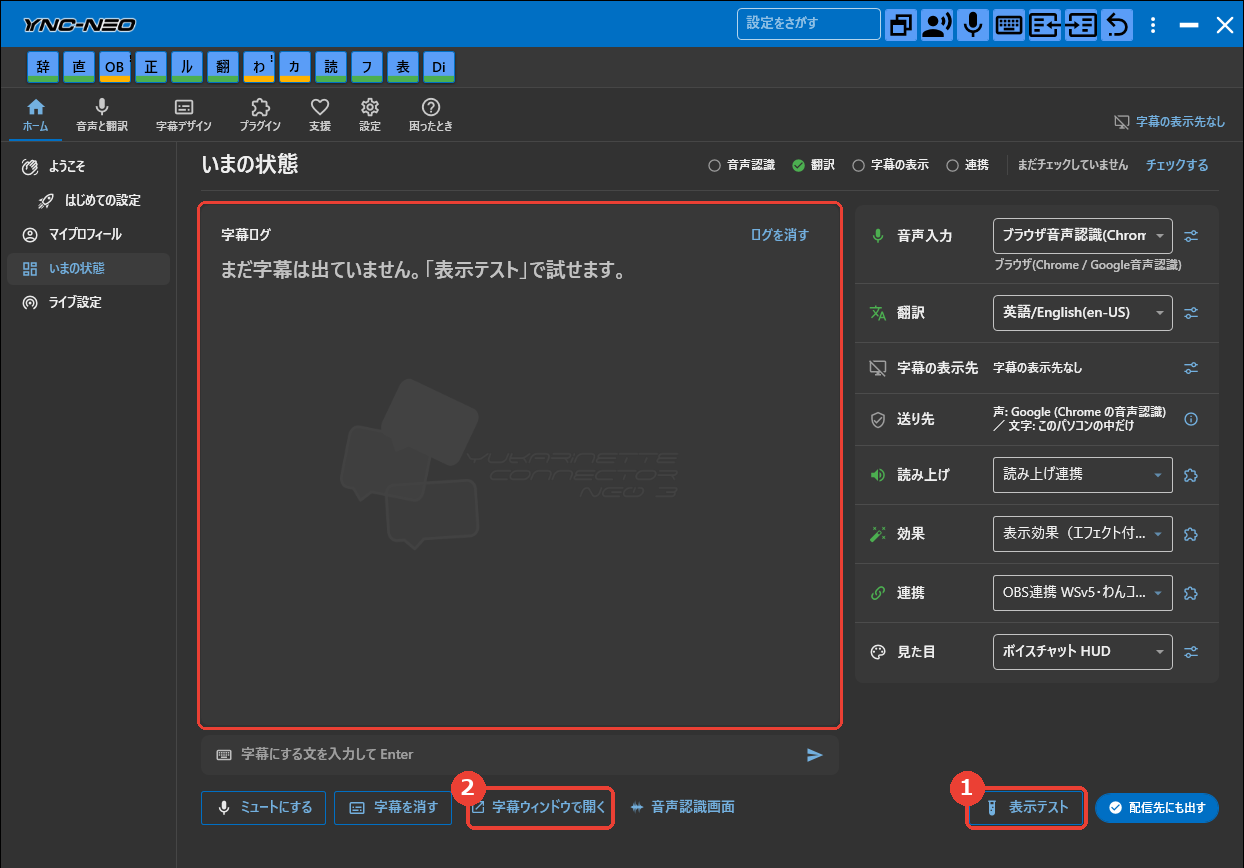 YNC-NEO
設定をさがす
辞 直 OB 正 ル 翻 わ カ 読 フ 表 Di
ホーム 音声と翻訳 字幕デザイン プラグイン 支援 設定 困ったとき
字幕の表示先なし
ようこそ
はじめての設定
マイプロフィール
いまの状態
ライブ設定
いまの状態
音声認識 翻訳 字幕の表示 連携 まだチェックしていません チェックする
字幕ログ ログを消す
まだ字幕は出ていません。「表示テスト」で試せます。
YUKARINETTE
CONNECTOR
NEO 3
字幕にする文を入力して Enter
音声入力 ブラウザ音声認識(Chrom
ブラウザ(Chrome / Google音声認識)
翻訳 英語/English(en-US)
字幕の表示先 字幕の表示先なし
送り先 声: Google (Chrome の音声認識)
／ 文字: このパソコンの中だけ
読み上げ 読み上げ連携
効果 表示効果（エフェクト付...
連携 OBS連携 WSv5・わんコ...
見た目 ボイスチャット HUD
2 1
ミュートにする 字幕を消す 字幕ウィンドウで開く 音声認識画面 表示テスト 配信先にも出す